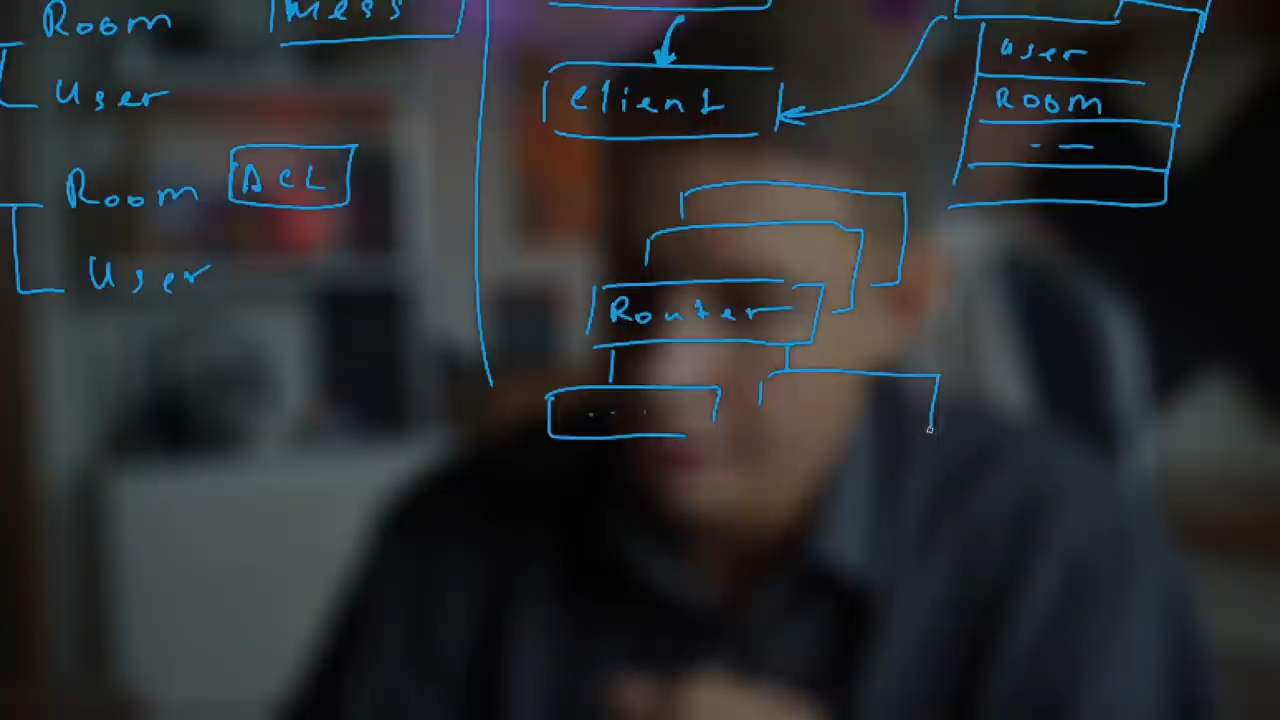 Room
Mess
User
Room ACL
User
Client
User
Room
Router